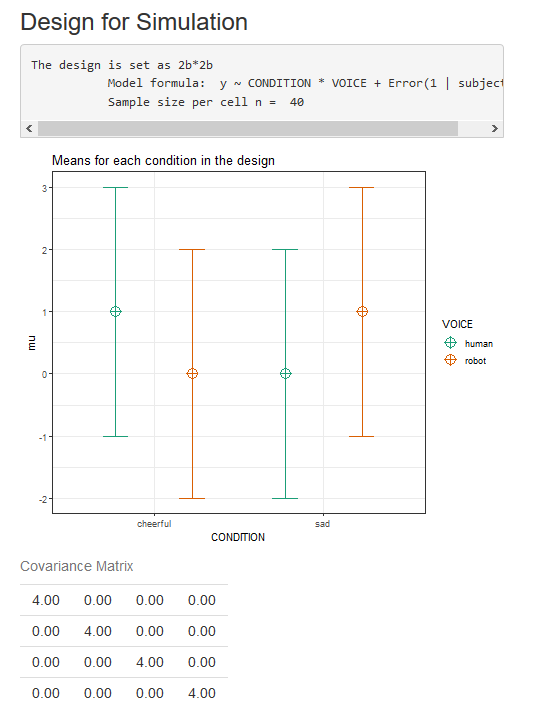 Design for Simulation
The design is set as 2b*2b
Model formula:  y ~ CONDITION * VOICE + Error(1 | subject
Sample size per cell n =  40
Means for each condition in the design
3
2
1
0
-1
-2
mu
cheerful
sad
CONDITION
VOICE
human
robot
Covariance Matrix
4.00 0.00 0.00 0.00
0.00 4.00 0.00 0.00
0.00 0.00 4.00 0.00
0.00 0.00 0.00 4.00